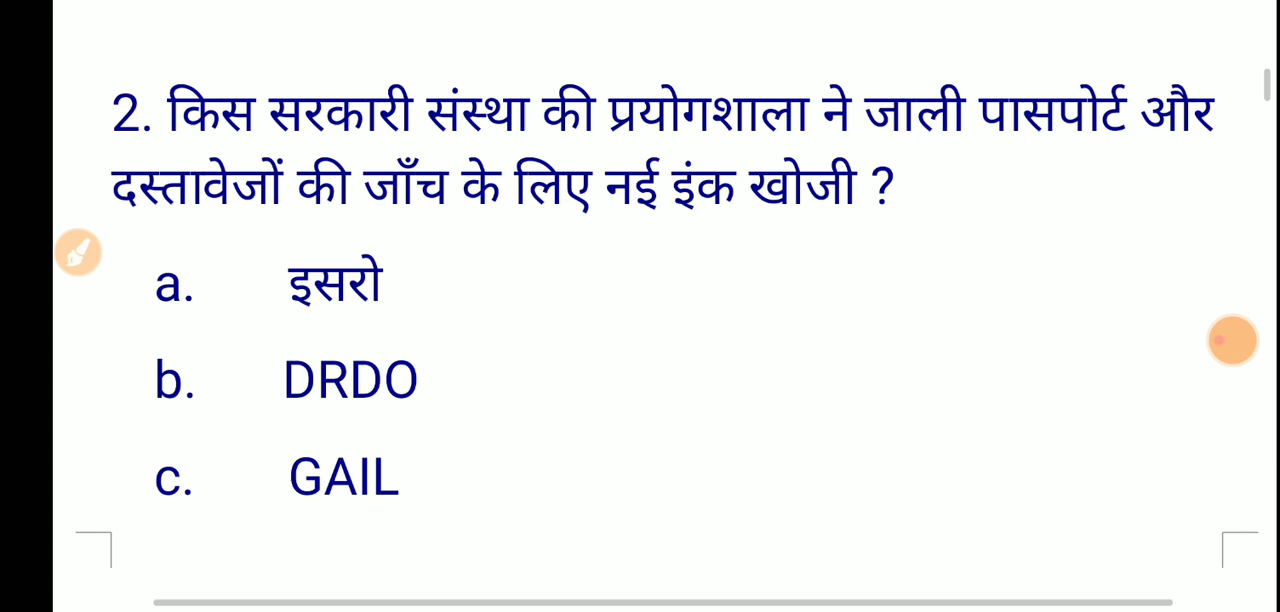 2. किस सरकारी संस्था की प्रयोगशाला ने जाली पासपोर्ट और
दस्तावेजों की जाँच के लिए नई इंक खोजी ?
a. इसरो
b. DRDO
c. GAIL